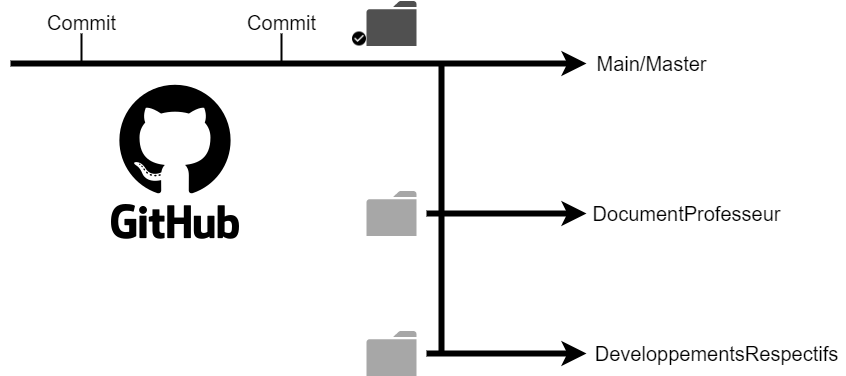 Commit
Commit
Main/Master
GitHub
DocumentProfesseur
DeveloppementsRespectifs